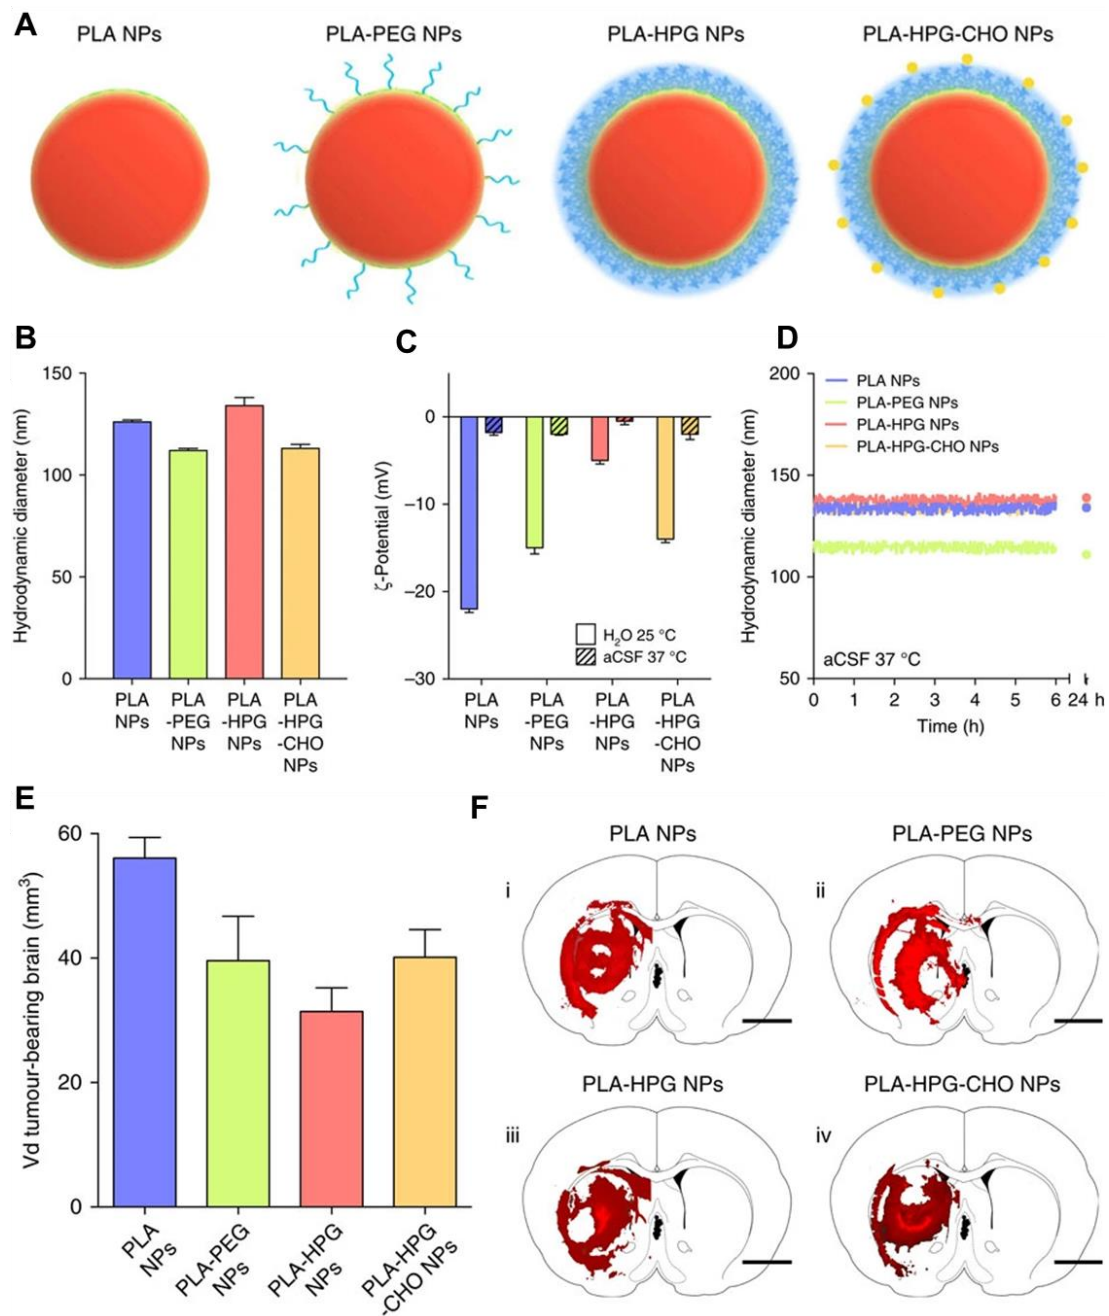 A
PLA NPs
PLA-PEG NPs
PLA-HPG NPs
PLA-HPG-CHO NPs
B
Hydrodynamic diameter (nm)
150
100
50
0
PLA
NPs
PLA
-PEG
NPs
PLA
-HPG
NPs
PLA
-HPG
-CHO
NPs
C
ζ-Potential (mV)
0
−10
−20
−30
H₂O 25 °C
aCSF 37 °C
PLA
NPs
PLA
-PEG
NPs
PLA
-HPG
NPs
PLA
-HPG
-CHO
NPs
D
Hydrodynamic diameter (nm)
200
150
100
50
PLA NPs
PLA-PEG NPs
PLA-HPG NPs
PLA-HPG-CHO NPs
aCSF 37 °C
0 1 2 3 4 5 6 24 h
Time (h)
E
Vd tumour-bearing brain (mm³)
60
40
20
0
PLA
NPs
PLA-PEG
NPs
PLA-HPG
NPs
PLA-HPG
-CHO NPs
F
PLA NPs
i
PLA-PEG NPs
ii
PLA-HPG NPs
iii
PLA-HPG-CHO NPs
iv